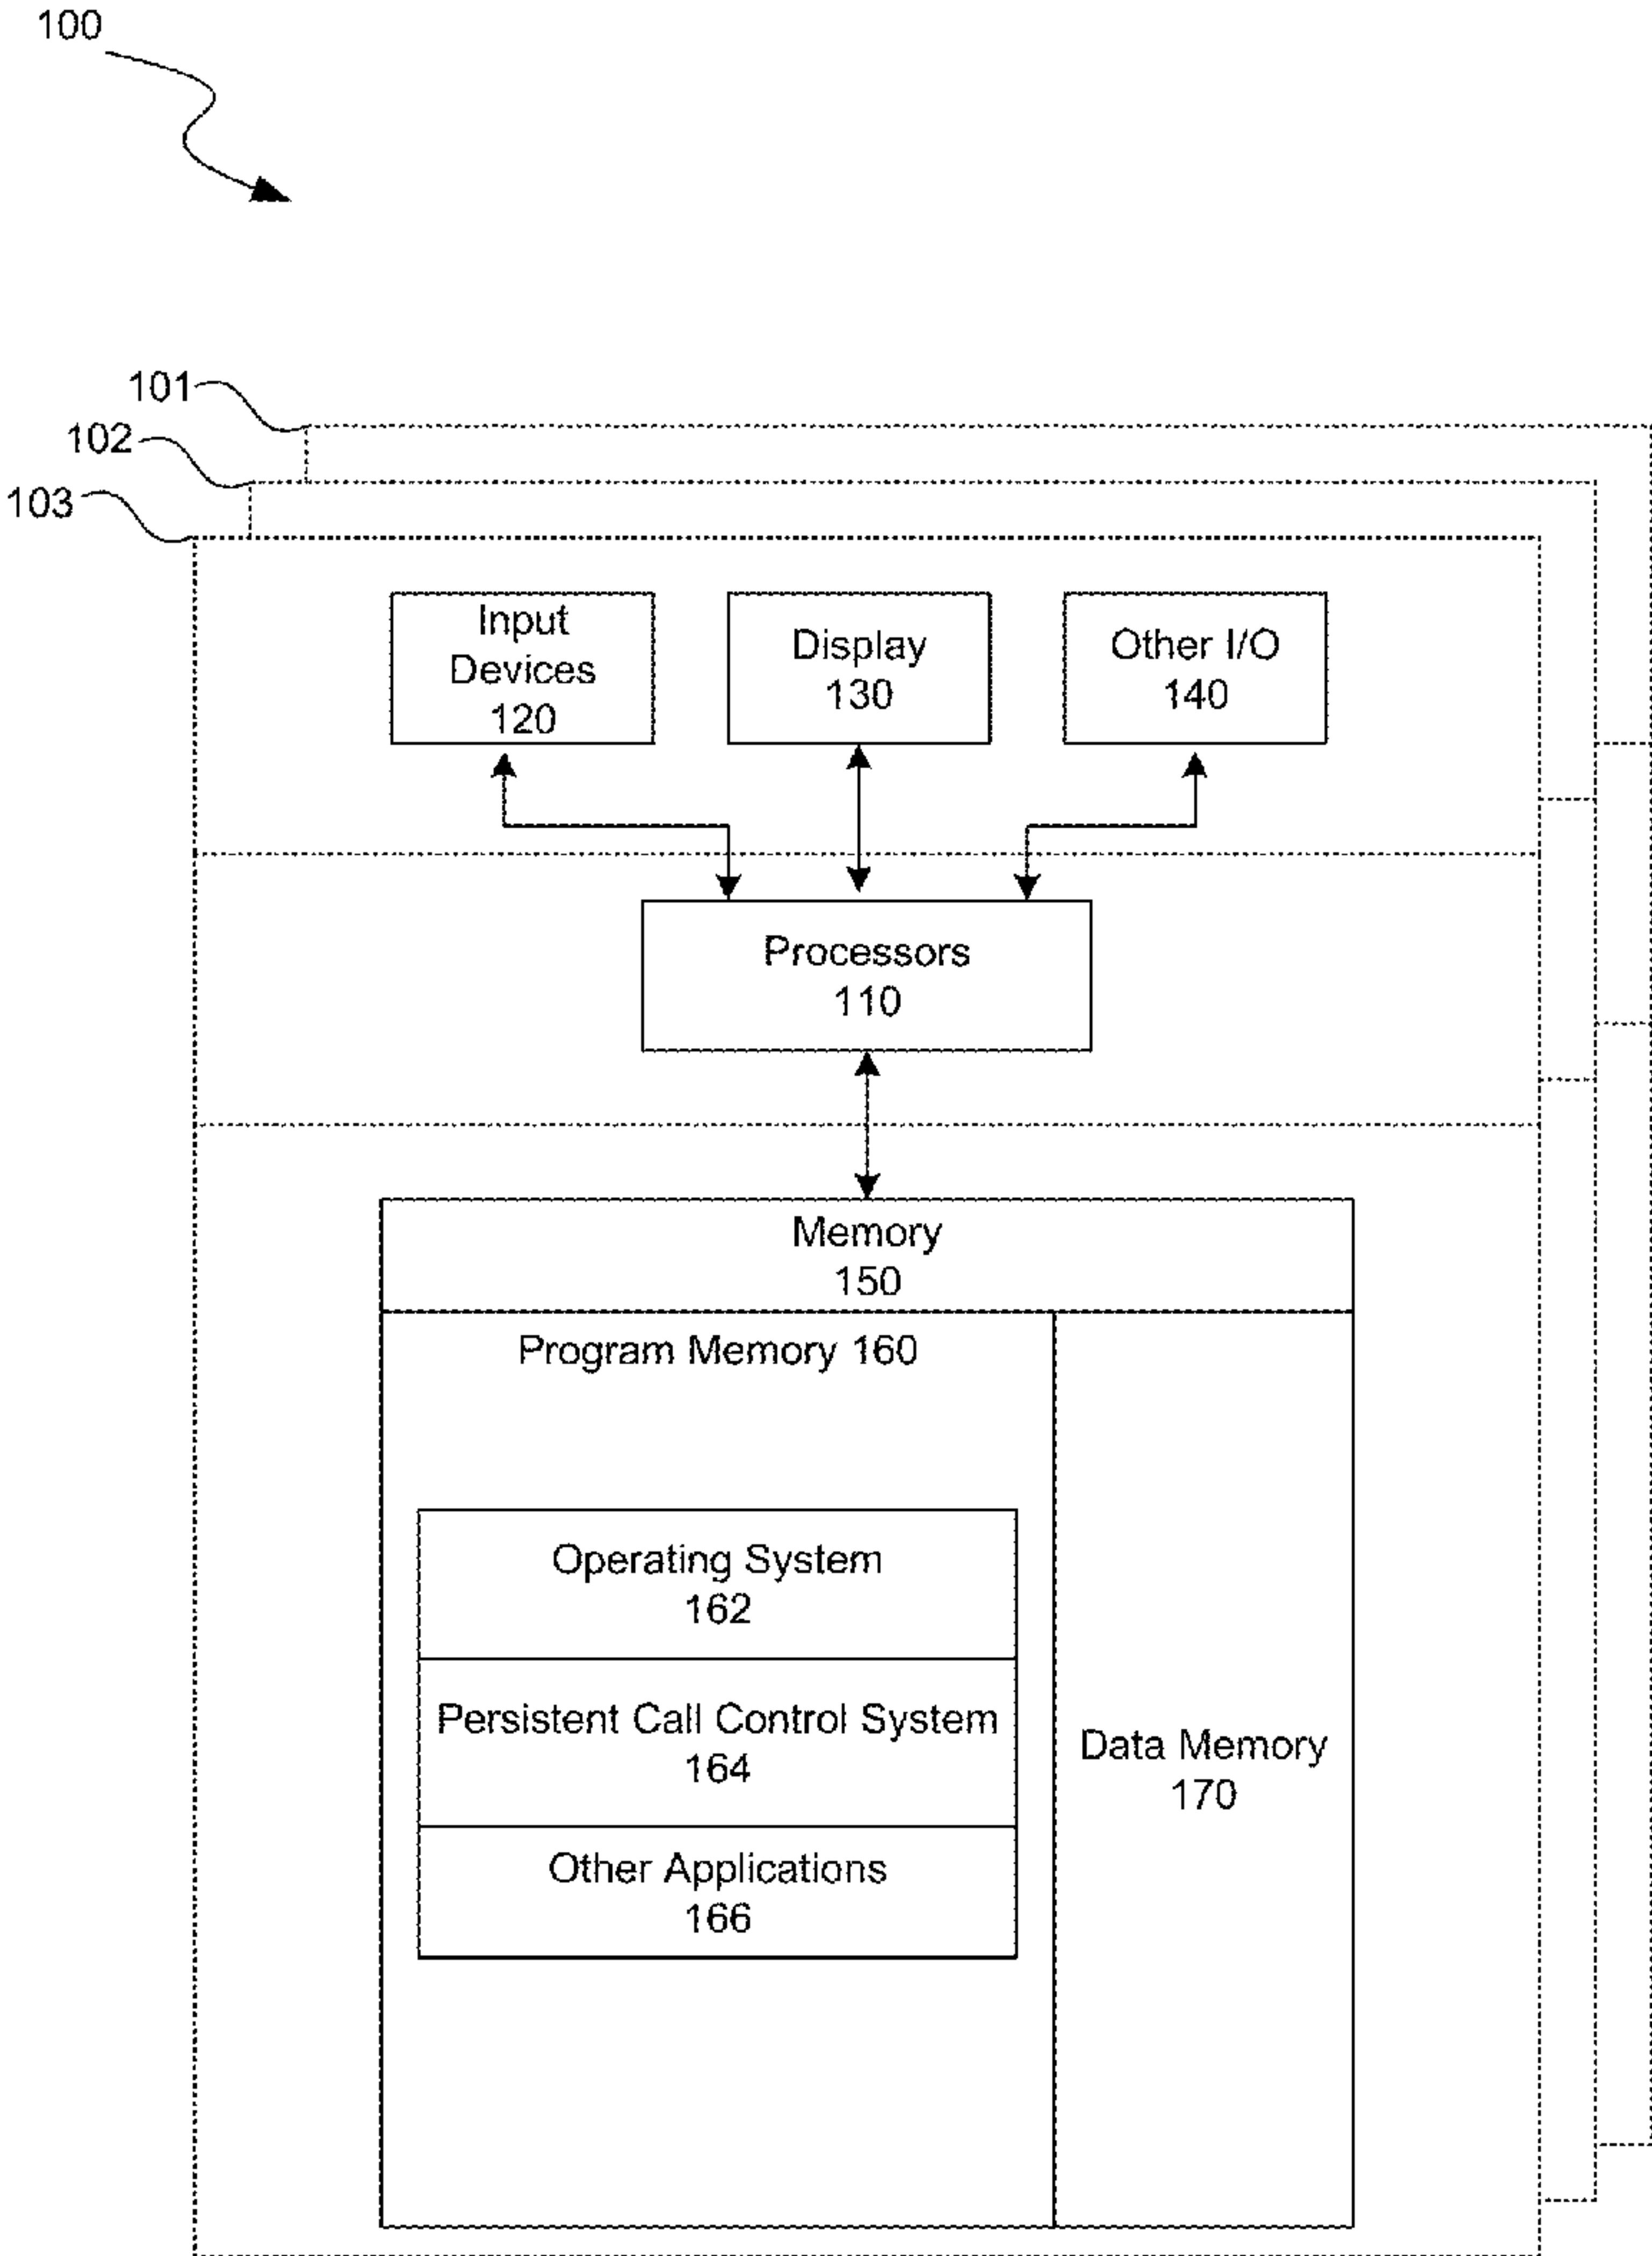 100
101
102
103
Input
Devices
120
Display
130
Other I/O
140
Processors
110
Memory
150
Program Memory 160
Operating System
162
Persistent Call Control System
164
Other Applications
166
Data Memory
170